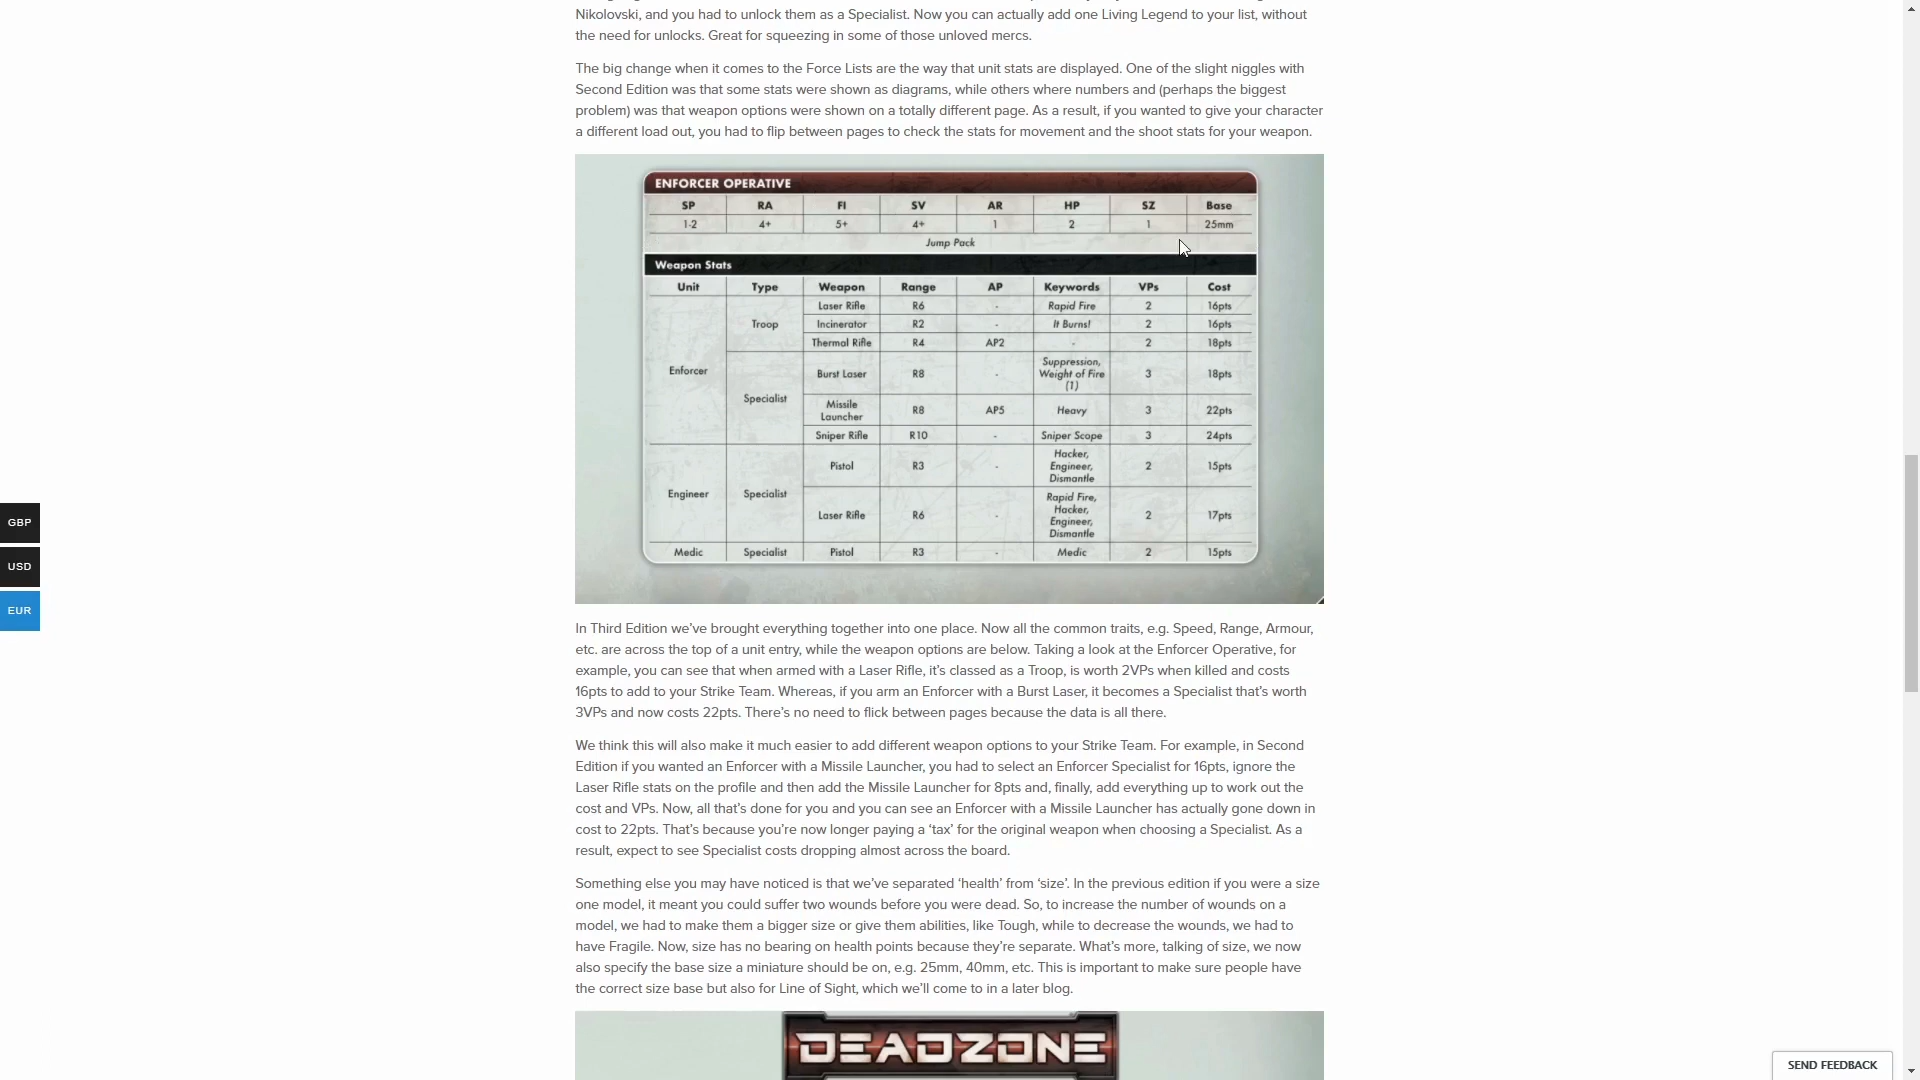 Nikolovski, and you had to unlock them as a Specialist. Now you can actually add one Living Legend to your list, without
the need for unlocks. Great for squeezing in some of those unloved mercs.
The big change when it comes to the Force Lists are the way that unit stats are displayed. One of the slight niggles with
Second Edition was that some stats were shown as diagrams, while others where numbers and (perhaps the biggest
problem) was that weapon options were shown on a totally different page. As a result, if you wanted to give your character
a different load out, you had to flip between pages to check the stats for movement and the shoot stats for your weapon.
ENFORCER OPERATIVE
SP RA FI SV AR HP SZ Base
1-2 4+ 5+ 4+ 1 2 1 25mm
Jump Pack
Weapon Stats
Unit Type Weapon Range AP Keywords VPs Cost
Enforcer
Troop
Laser Rifle R6 - Rapid Fire 2 16pts
Incinerator R2 - It Burns! 2 16pts
Thermal Rifle R4 AP2 - 2 18pts
Specialist
Burst Laser R8 - Suppression, Weight of Fire (1) 3 18pts
Missile Launcher R8 AP5 Heavy 3 22pts
Sniper Rifle R10 - Sniper Scope 3 24pts
Engineer Specialist
Pistol R3 - Hacker, Engineer, Dismantle 2 15pts
Laser Rifle R6 - Rapid Fire, Hacker, Engineer, Dismantle 2 17pts
Medic Specialist Pistol R3 - Medic 2 15pts
GBP
USD
EUR
In Third Edition we’ve brought everything together into one place. Now all the common traits, e.g. Speed, Range, Armour,
etc. are across the top of a unit entry, while the weapon options are below. Taking a look at the Enforcer Operative, for
example, you can see that when armed with a Laser Rifle, it’s classed as a Troop, is worth 2VPs when killed and costs
16pts to add to your Strike Team. Whereas, if you arm an Enforcer with a Burst Laser, it becomes a Specialist that’s worth
3VPs and now costs 22pts. There’s no need to flick between pages because the data is all there.
We think this will also make it much easier to add different weapon options to your Strike Team. For example, in Second
Edition if you wanted an Enforcer with a Missile Launcher, you had to select an Enforcer Specialist for 16pts, ignore the
Laser Rifle stats on the profile and then add the Missile Launcher for 8pts and, finally, add everything up to work out the
cost and VPs. Now, all that’s done for you and you can see an Enforcer with a Missile Launcher has actually gone down in
cost to 22pts. That’s because you’re now longer paying a ‘tax’ for the original weapon when choosing a Specialist. As a
result, expect to see Specialist costs dropping almost across the board.
Something else you may have noticed is that we’ve separated ‘health’ from ‘size’. In the previous edition if you were a size
one model, it meant you could suffer two wounds before you were dead. So, to increase the number of wounds on a
model, we had to make them a bigger size or give them abilities, like Tough, while to decrease the wounds, we had to
have Fragile. Now, size has no bearing on health points because they’re separate. What’s more, talking of size, we now
also specify the base size a miniature should be on, e.g. 25mm, 40mm, etc. This is important to make sure people have
the correct size base but also for Line of Sight, which we’ll come to in a later blog.
DEADZONE
SEND FEEDBACK